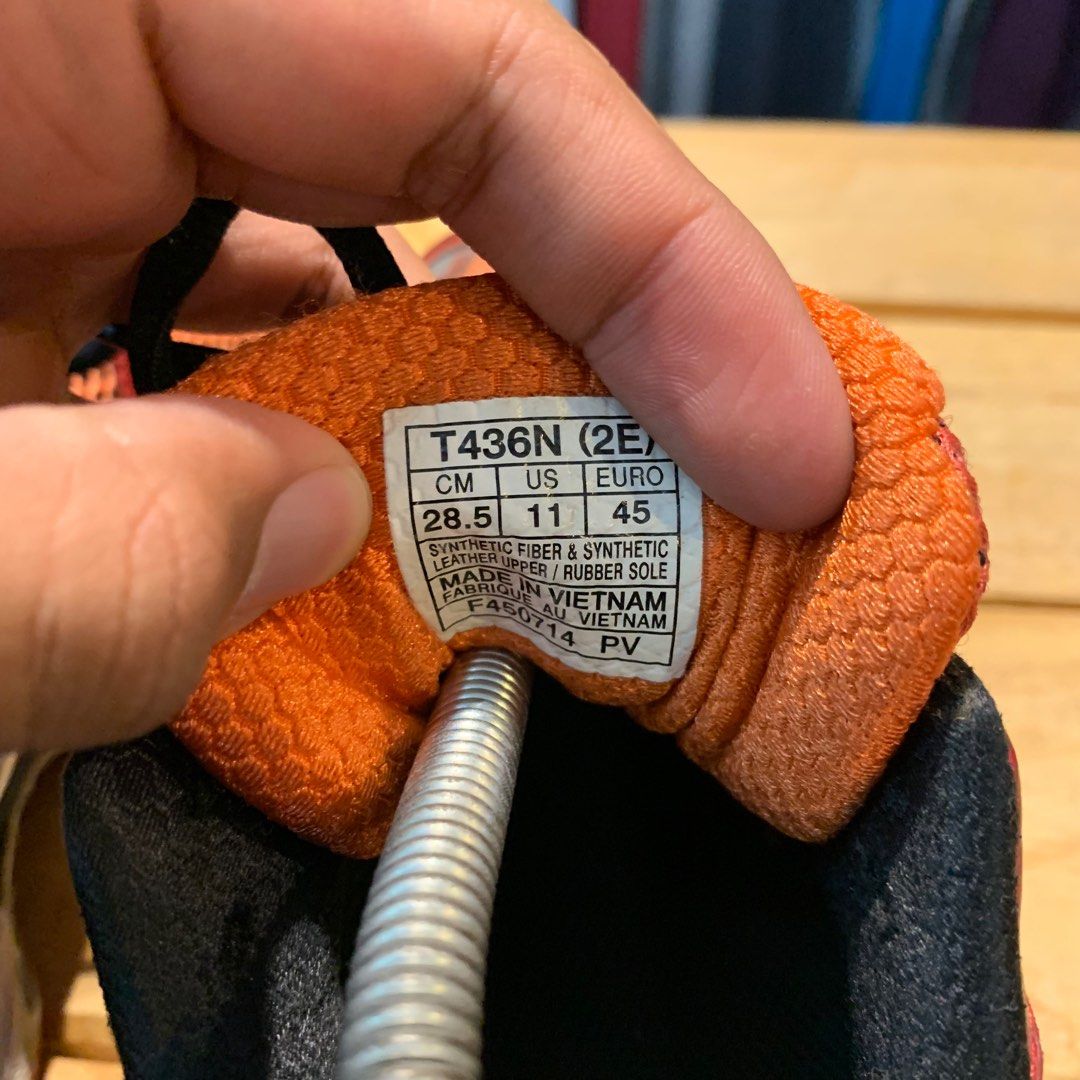 T436N (2E)
CM US EURO
28.5 11 45
SYNTHETIC FIBER & SYNTHETIC
LEATHER UPPER / RUBBER SOLE
MADE IN VIETNAM
FABRIQUE AU VIETNAM
F450714 PV